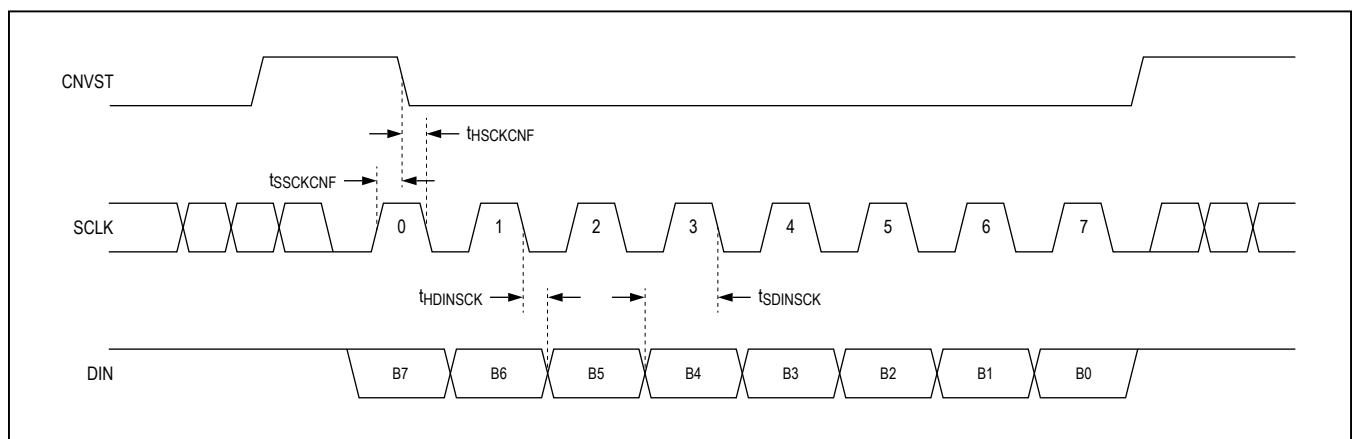 CNVST
tHSCKCNF
tSSCKCNF
SCLK
0 1 2 3 4 5 6 7
tHDINSCK
tSDINSCK
DIN
B7 B6 B5 B4 B3 B2 B1 B0